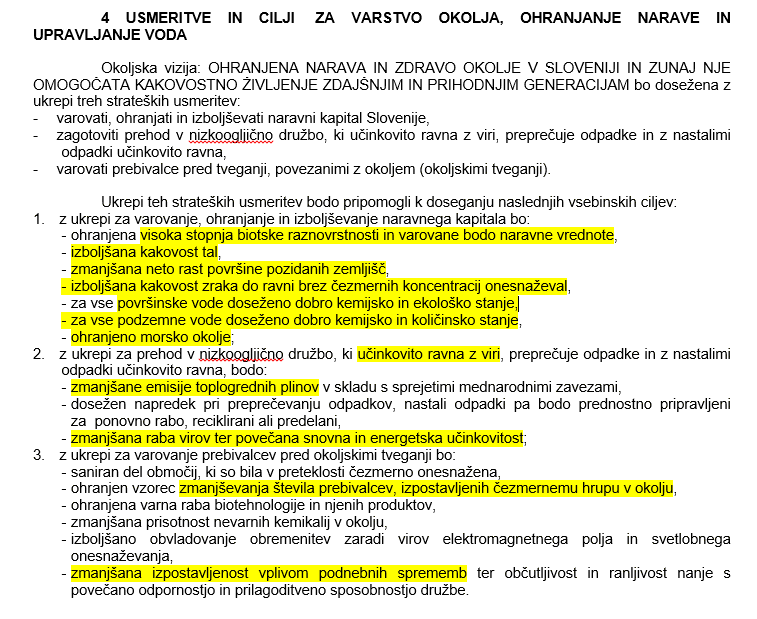 4 USMERITVE IN CILJI ZA VARSTVO OKOLJA, OHRANJANJE NARAVE IN
UPRAVLJANJE VODA
Okoljska vizija: OHRANJENA NARAVA IN ZDRAVO OKOLJE V SLOVENIJI IN ZUNAJ NJE
OMOGOČATA KAKOVOSTNO ŽIVLJENJE ZDAJŠNJIM IN PRIHODNJIM GENERACIJAM bo dosežena z
ukrepi treh strateških usmeritev:
- varovati, ohranjati in izboljševati naravni kapital Slovenije,
- zagotoviti prehod v nizkoogljično družbo, ki učinkovito ravna z viri, preprečuje odpadke in z nastalimi
odpadki učinkovito ravna,
- varovati prebivalce pred tveganji, povezanimi z okoljem (okoljskimi tveganji).
Ukrepi treh strateških usmeritev bodo pripomogli k doseganju naslednjih vsebinskih ciljev:
1. z ukrepi za varovanje, ohranjanje in izboljševanje naravnega kapitala bo:
- ohranjena visoka stopnja biotske raznovrstnosti in varovane bodo naravne vrednote,
- izboljšana kakovost tal,
- zmanjšana neto rast površine pozidanih zemljišč,
- izboljšana kakovost zraka do ravni brez čezmernih koncentracij onesnaževal,
- za vse površinske vode doseženo dobro kemijsko in ekološko stanje,
- za vse podzemne vode doseženo dobro kemijsko in količinsko stanje,
- ohranjeno morsko okolje;
2. z ukrepi za prehod v nizkoogljično družbo, ki učinkovito ravna z viri, preprečuje odpadke in z nastalimi
odpadki učinkovito ravna, bodo:
- zmanjšane emisije toplogrednih plinov v skladu s sprejetimi mednarodnimi zavezami,
- dosežen napredek pri preprečevanju odpadkov, nastali odpadki pa bodo prednostno pripravljeni
za ponovno rabo, reciklirani ali predelani,
- zmanjšana raba virov ter povečana snovna in energetska učinkovitost;
3. z ukrepi za varovanje prebivalcev pred okoljskimi tveganji bo:
- saniran del območij, ki so bila v preteklosti čezmerno onesnažena,
- ohranjen vzorec zmanjševanja števila prebivalcev, izpostavljenih čezmernemu hrupu v okolju,
- ohranjena varna raba biotehnologije in njenih produktov,
- zmanjšana prisotnost nevarnih kemikalij v okolju,
- izboljšano obvladovanje obremenitev zaradi virov elektromagnetnega polja in svetlobnega
onesnaževanja,
- zmanjšana izpostavljenost vplivom podnebnih sprememb ter občutljivost in ranljivost nanje s
povečano odpornostjo in prilagoditveno sposobnostjo družbe.